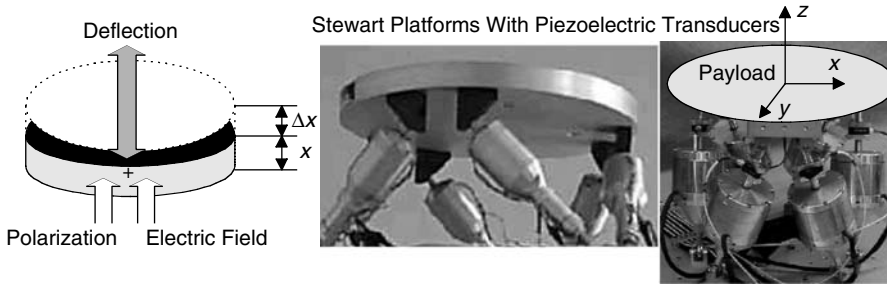 Deflection
Δx
x
+
Polarization Electric Field
Stewart Platforms With Piezoelectric Transducers
z
Payload
x
y